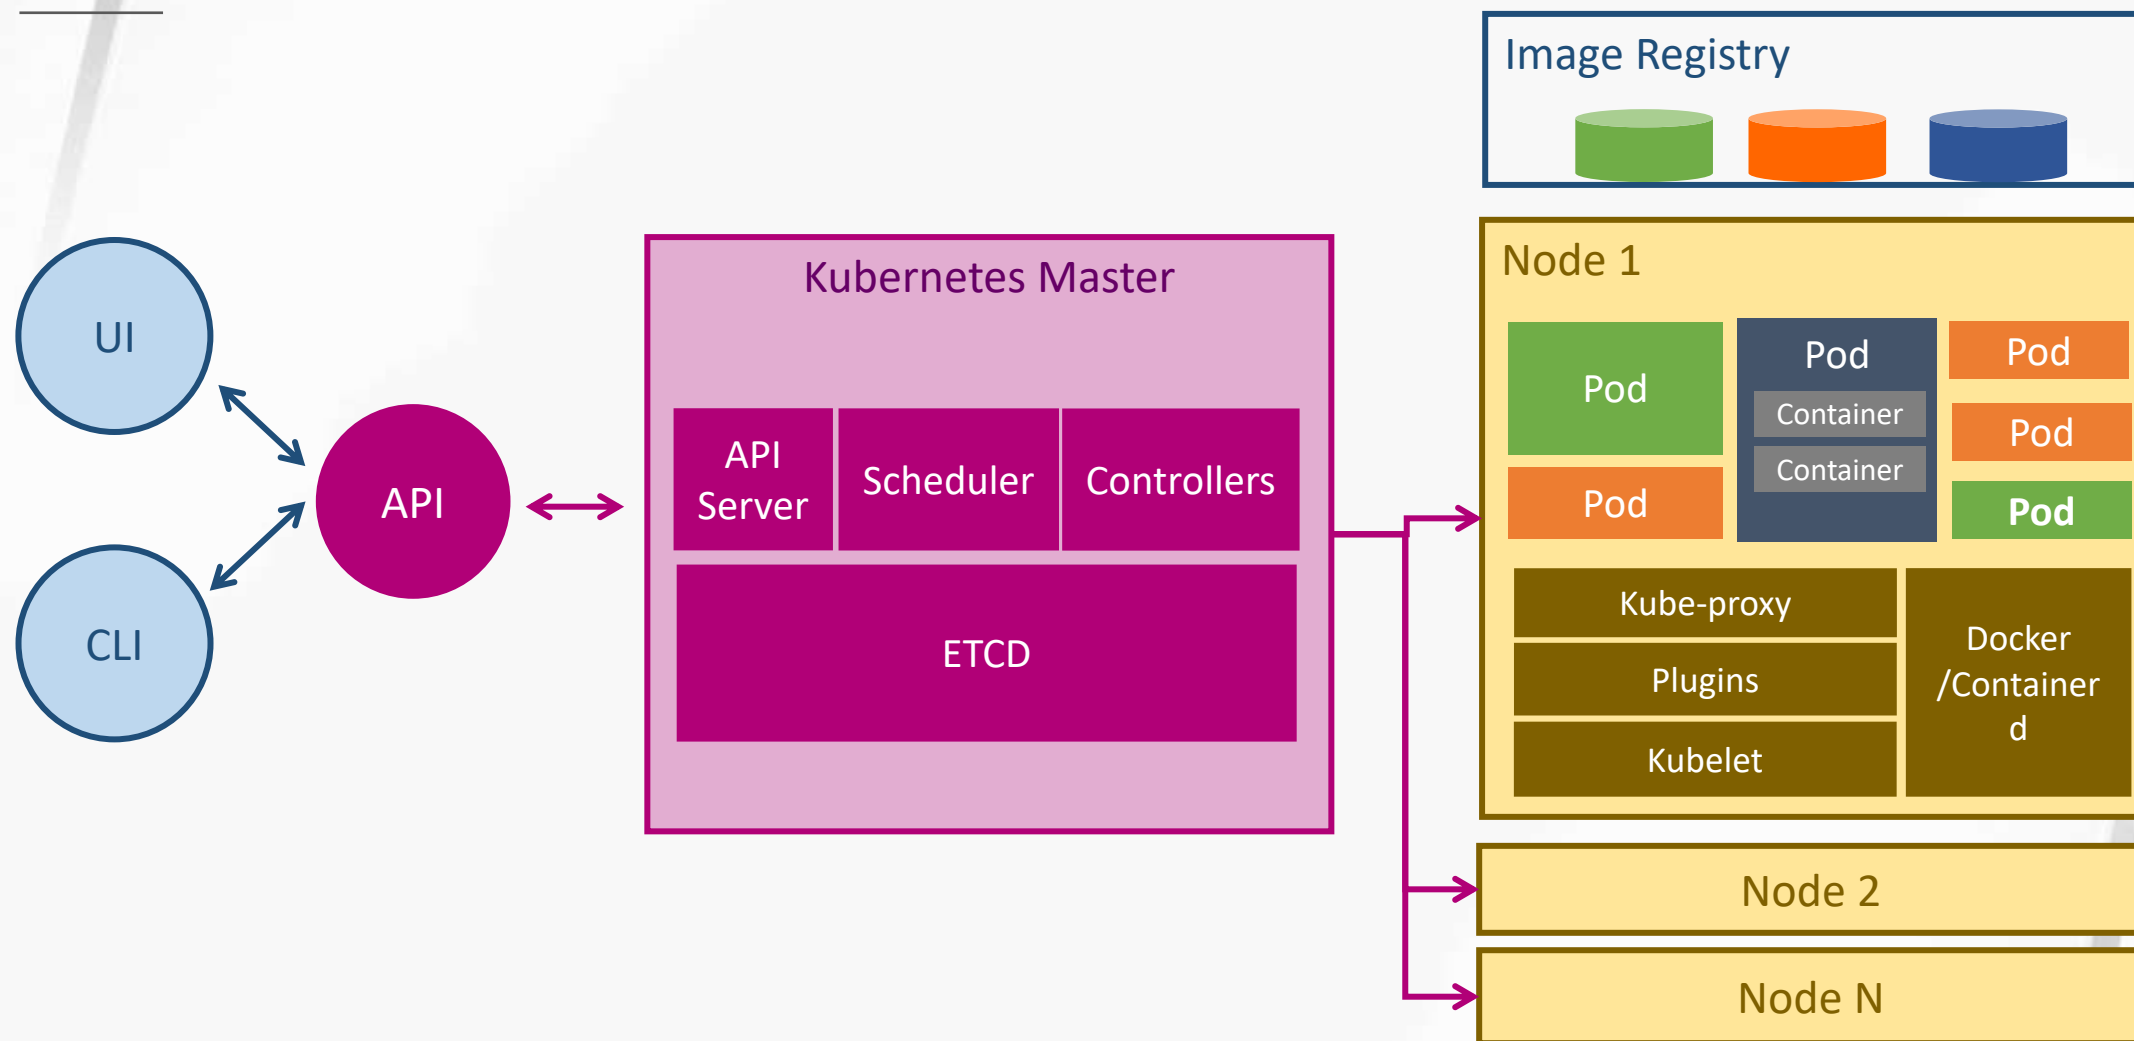 Image Registry
UI
CLI
API
Kubernetes Master
API
Server
Scheduler
Controllers
ETCD
Node 1
Pod
Pod
Pod
Container
Container
Pod
Pod
Pod
Kube-proxy
Plugins
Kubelet
Docker
/Container
d
Node 2
Node N